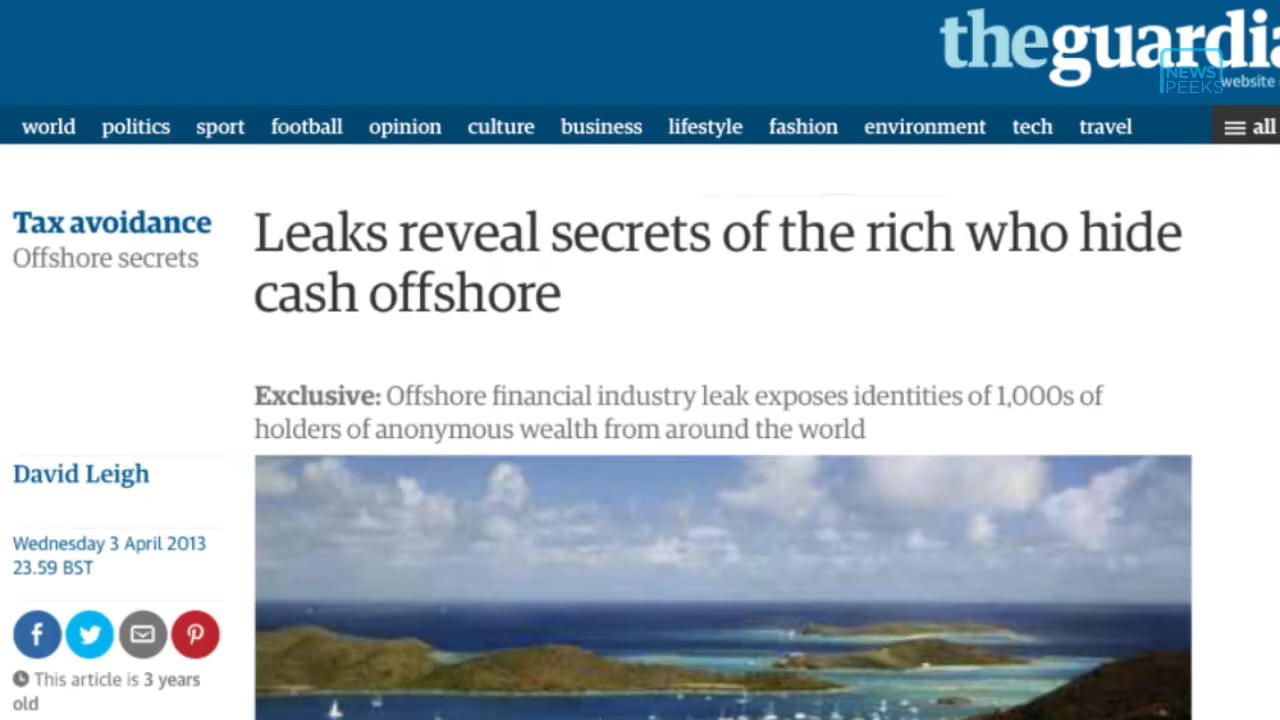 theguardia
NEWS
PEEKS
website
world politics sport football opinion culture business lifestyle fashion environment tech travel all
Tax avoidance
Offshore secrets
Leaks reveal secrets of the rich who hide
cash offshore
Exclusive: Offshore financial industry leak exposes identities of 1,000s of
holders of anonymous wealth from around the world
David Leigh
Wednesday 3 April 2013
23.59 BST
This article is 3 years
old